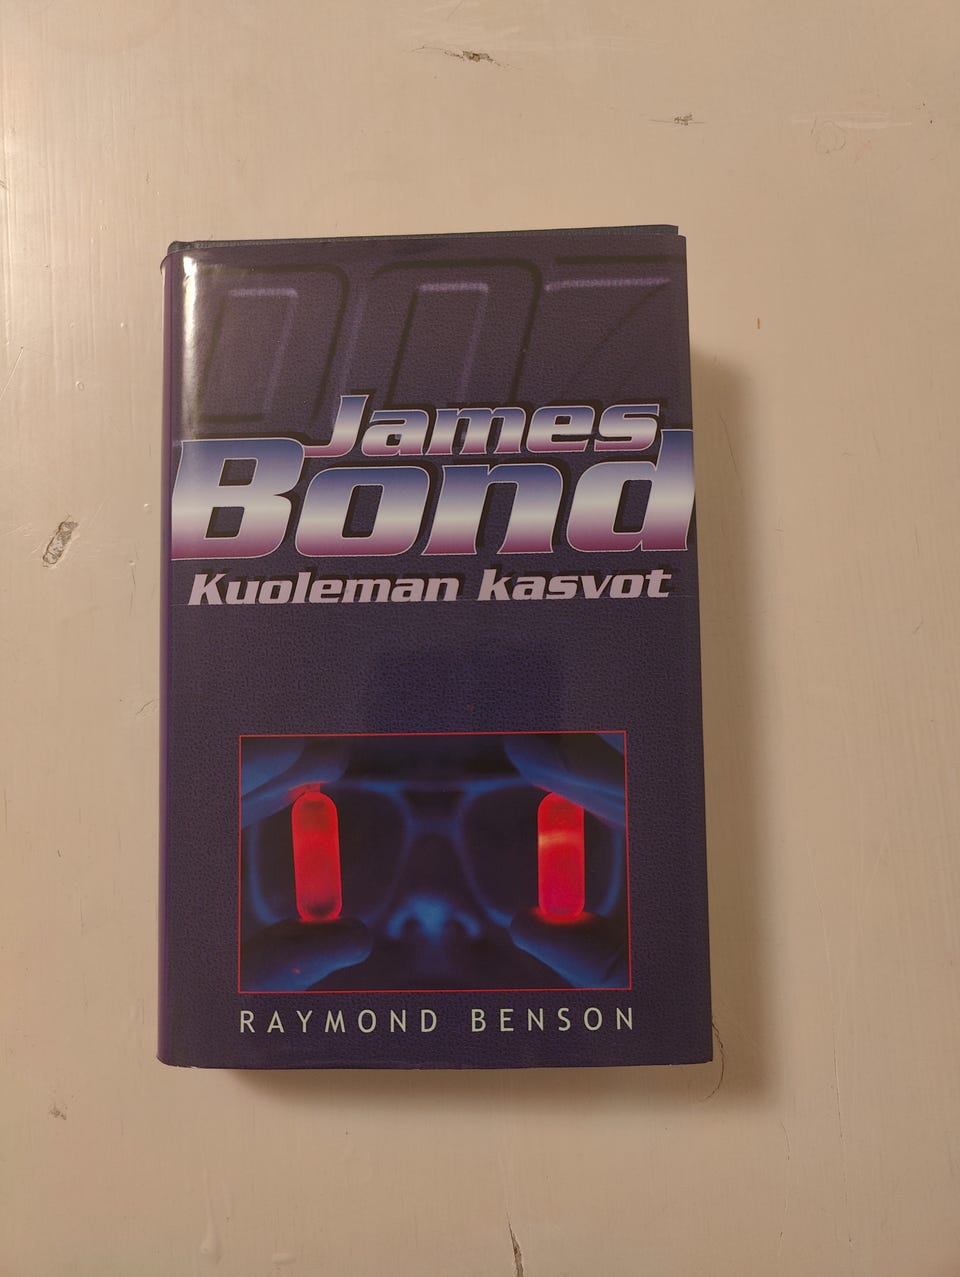 007
James
Bond
Kuoleman kasvot
RAYMOND BENSON